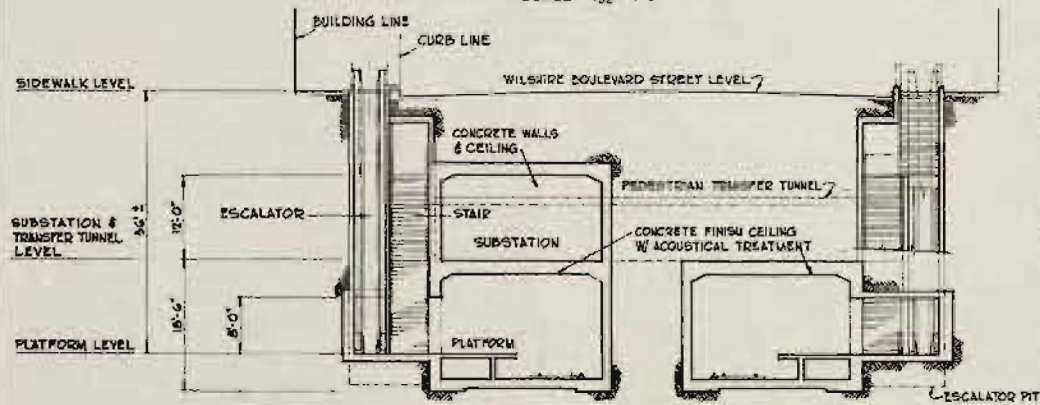 BUILDING LINE
CURB LINE
SIDEWALK LEVEL
WILSHIRE BOULEVARD STREET LEVEL
CONCRETE WALLS
& CEILING
PEDESTRIAN TRANSFER TUNNEL
ESCALATOR
STAIR
SUBSTATION &
TRANSFER TUNNEL
LEVEL
36' ±
12'-0"
SUBSTATION
CONCRETE FINISH CEILING
W/ ACOUSTICAL TREATMENT
18'-6"
8'-0"
PLATFORM LEVEL
PLATFORM
ESCALATOR PIT